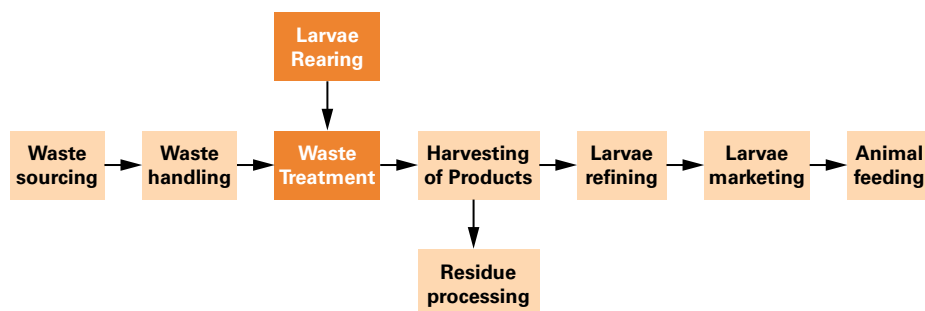 Larvae
Rearing
Waste
sourcing
Waste
handling
Waste
Treatment
Harvesting
of Products
Larvae
refining
Larvae
marketing
Animal
feeding
Residue
processing